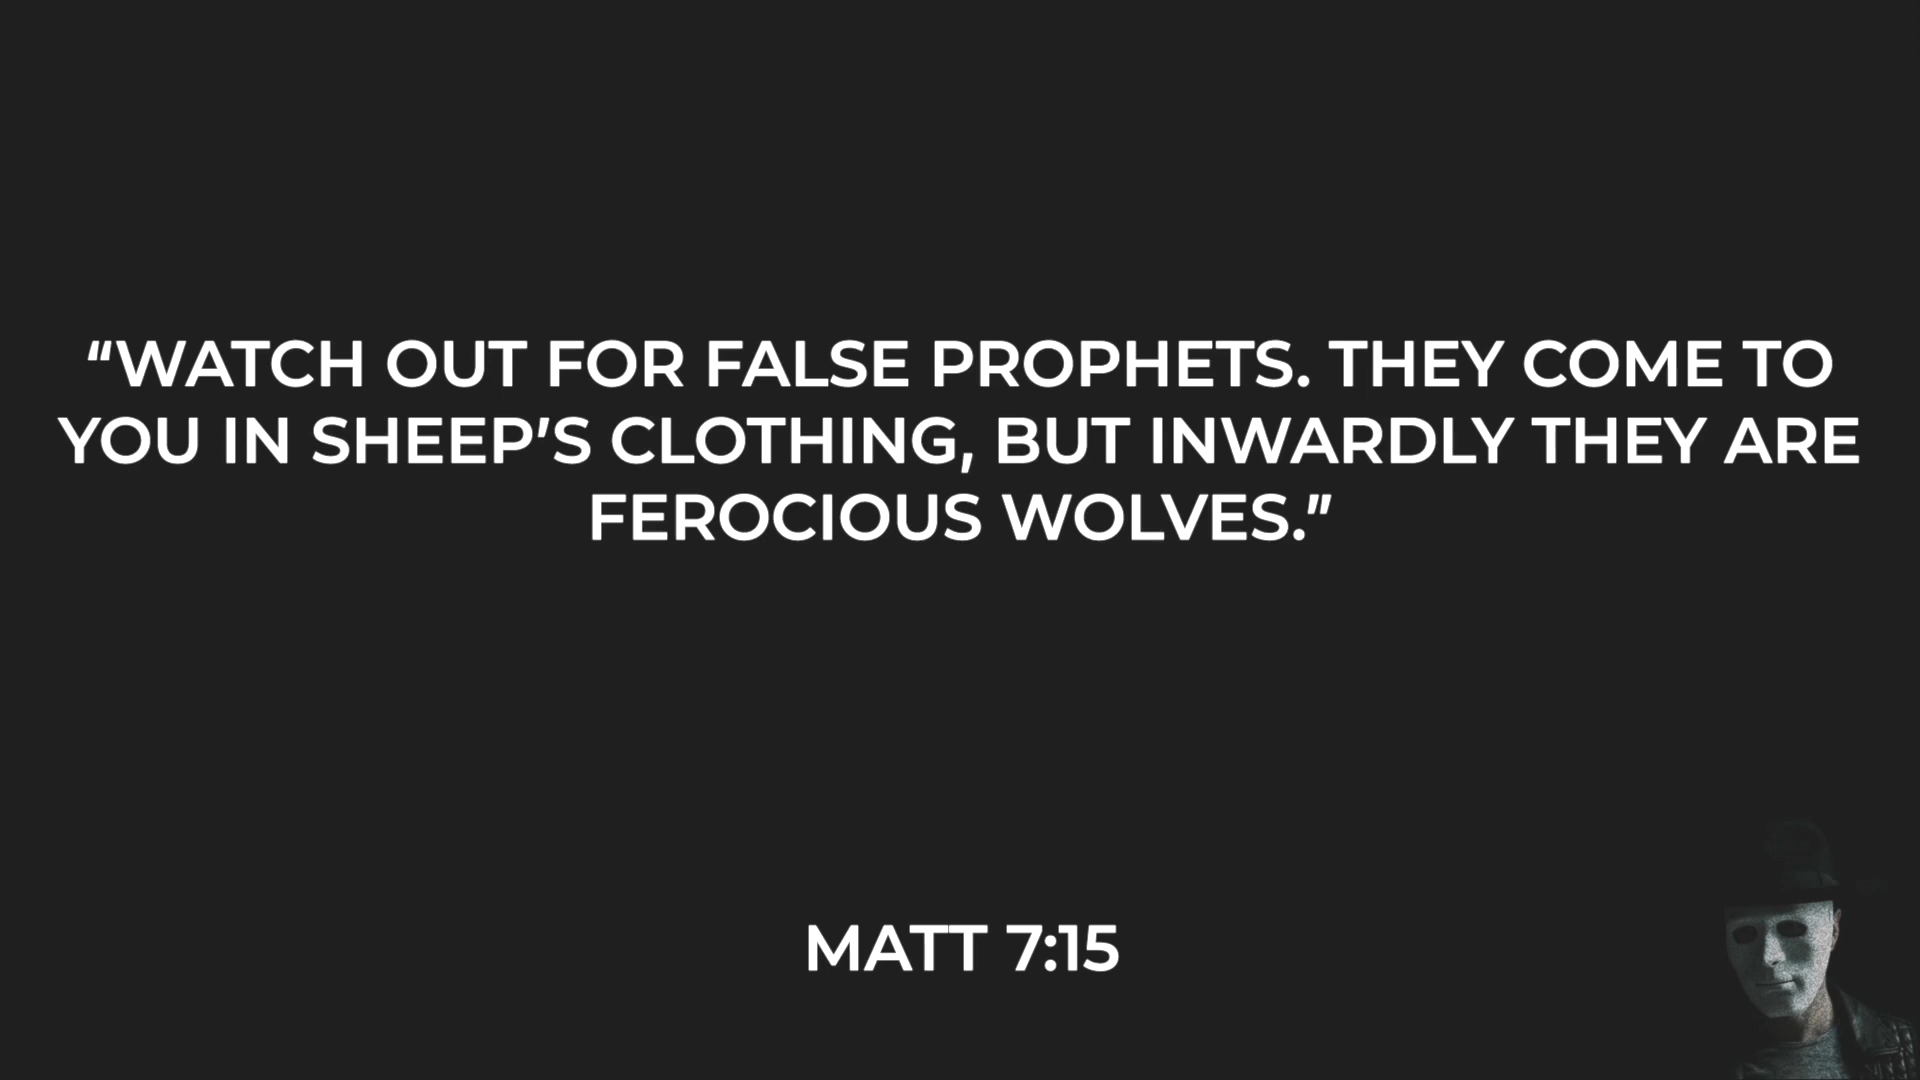 “WATCH OUT FOR FALSE PROPHETS. THEY COME TO
YOU IN SHEEP’S CLOTHING, BUT INWARDLY THEY ARE
FEROCIOUS WOLVES.”
MATT 7:15